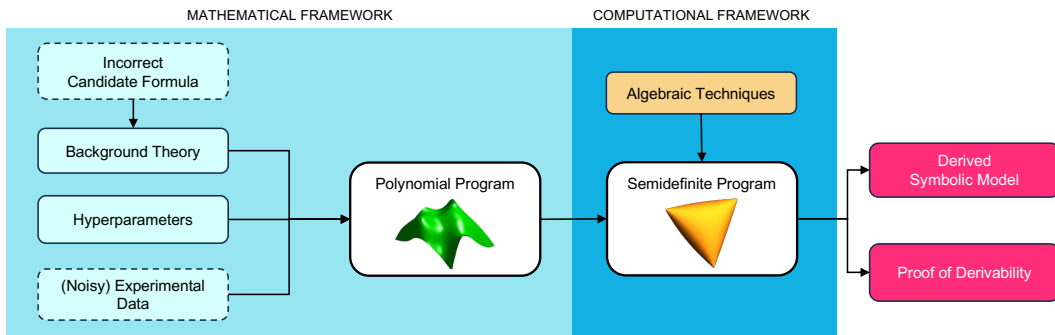 MATHEMATICAL FRAMEWORK
COMPUTATIONAL FRAMEWORK
Incorrect
Candidate Formula
Background Theory
Hyperparameters
(Noisy) Experimental
Data
Polynomial Program
Algebraic Techniques
Semidefinite Program
Derived
Symbolic Model
Proof of Derivability